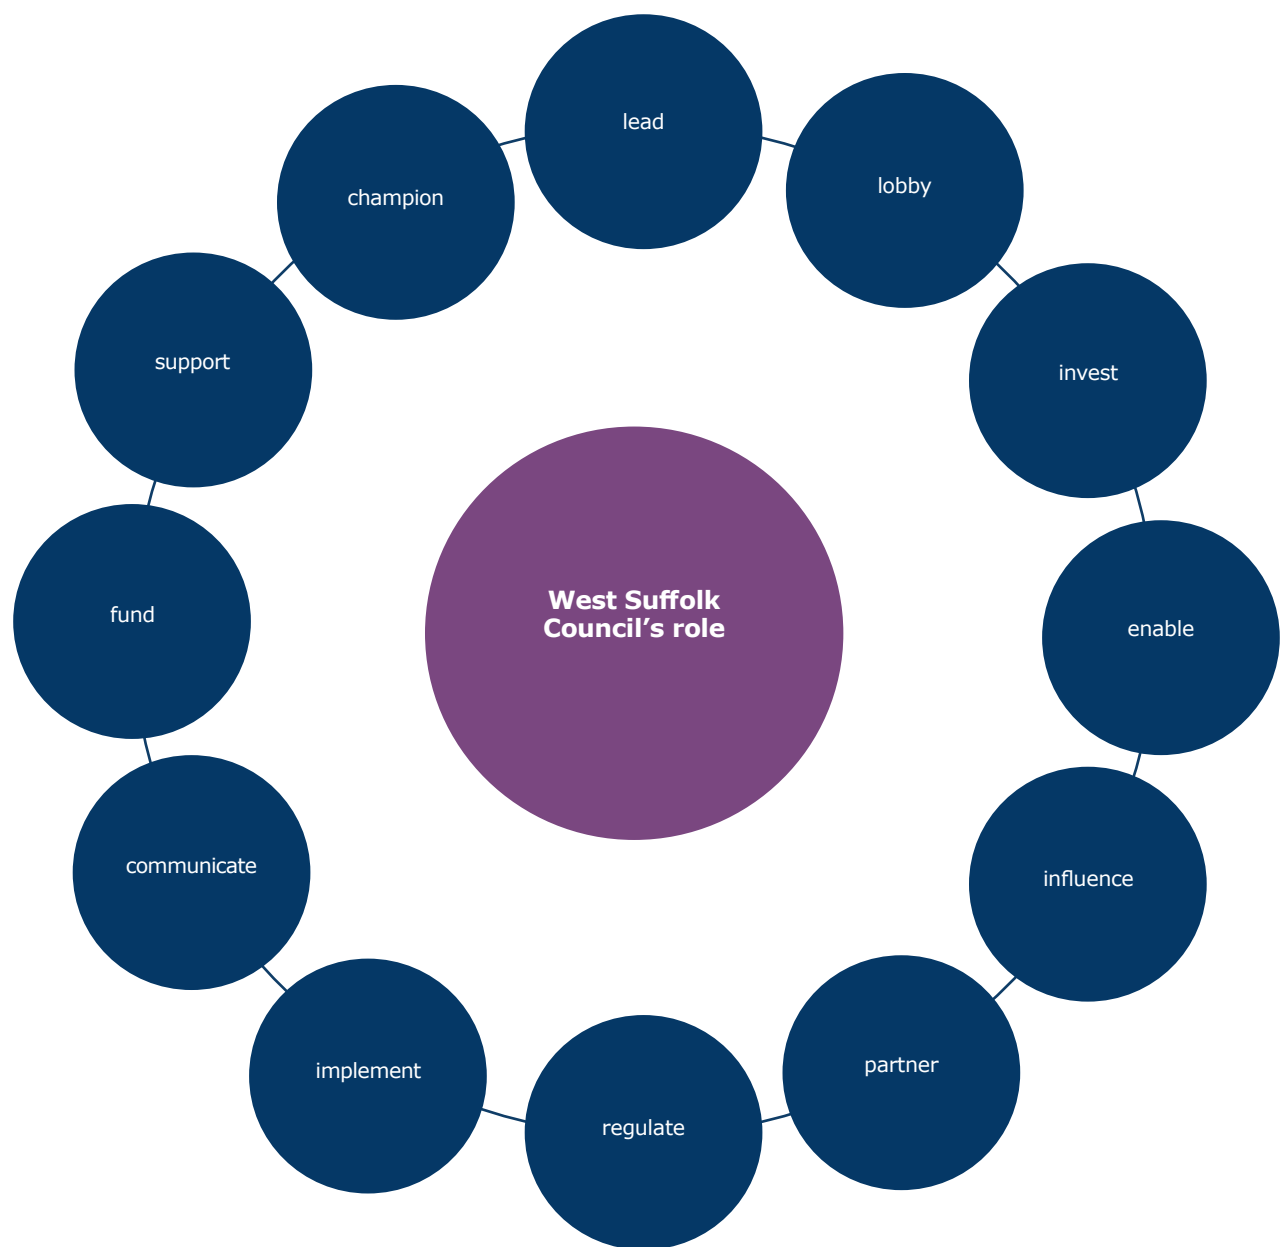 lead
lobby
champion
support
invest
West Suffolk
Council’s role
fund
enable
communicate
influence
implement
partner
regulate